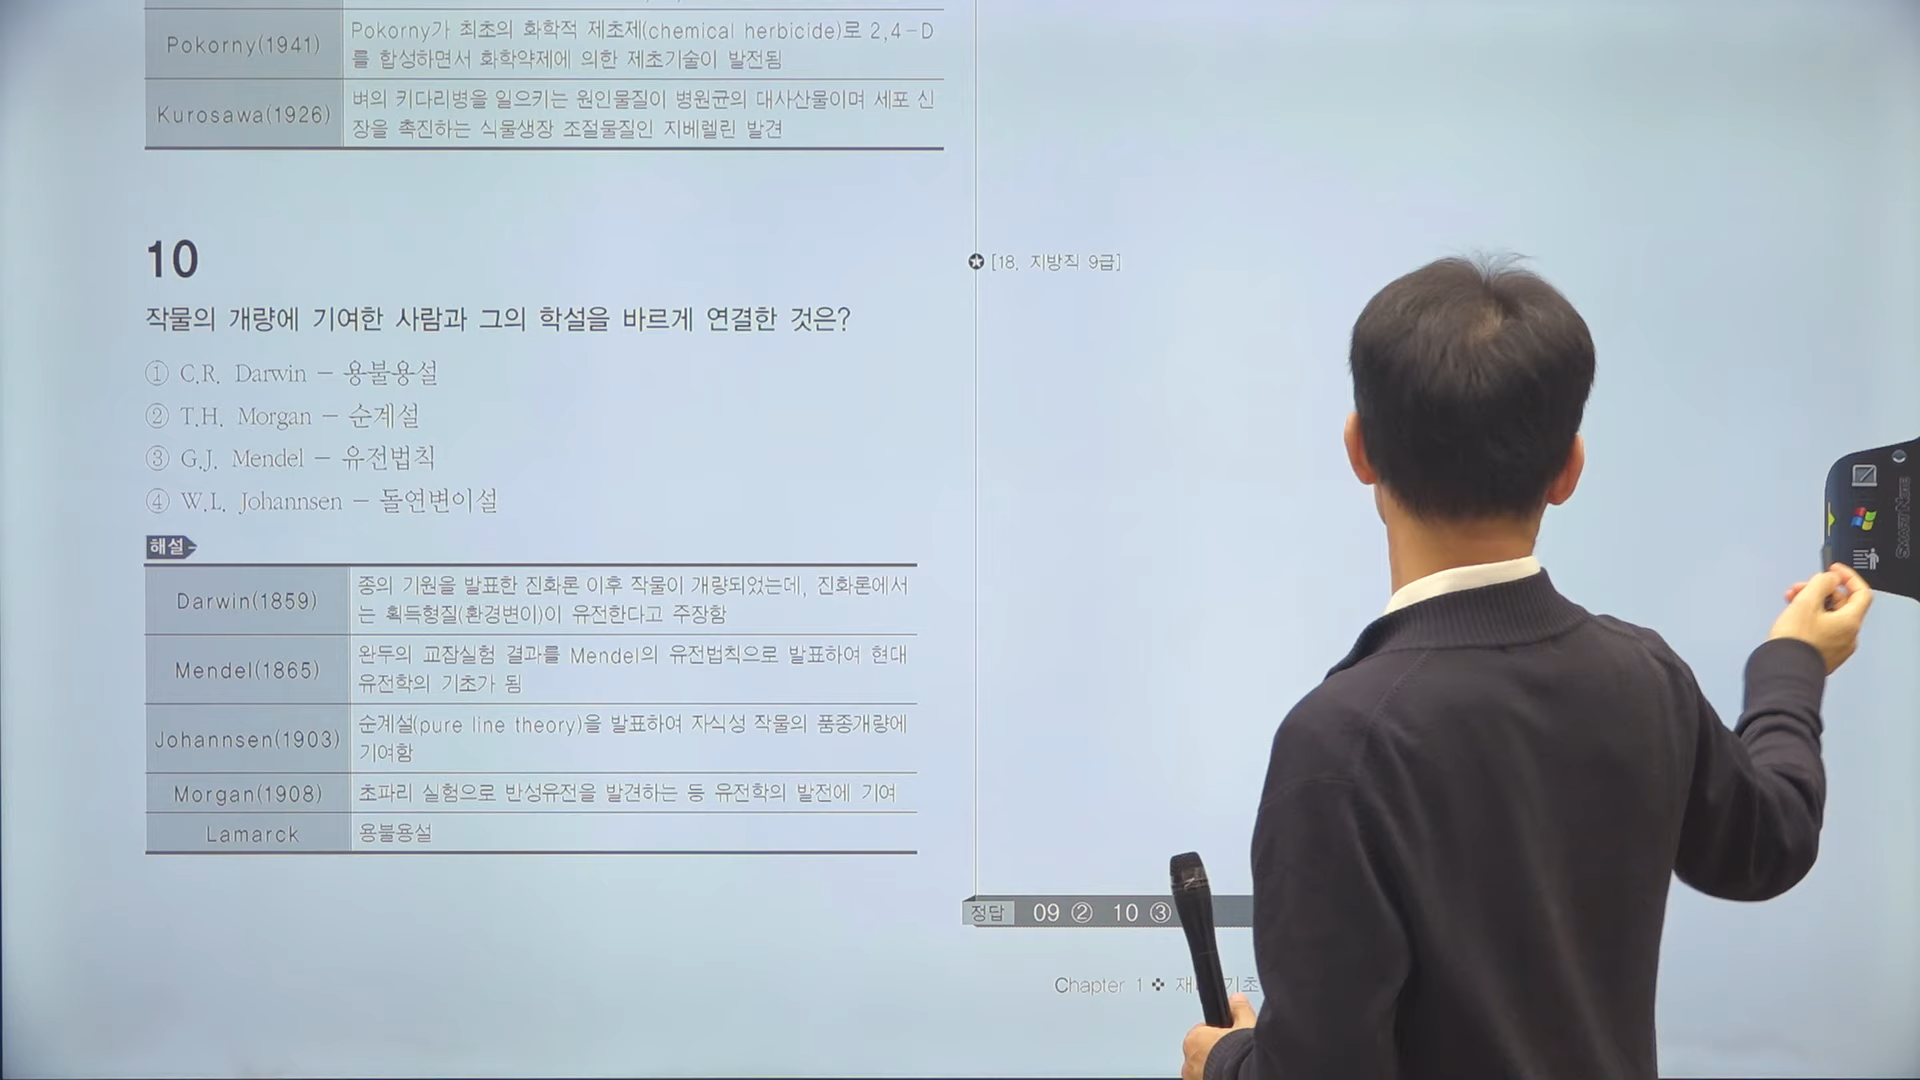 Pokorny(1941)
Pokorny가 최초의 화학적 제초제(chemical herbicide)로 2,4-D
를 합성하면서 화학약제에 의한 제초기술이 발전됨
Kurosawa(1926)
벼의 키다리병을 일으키는 원인물질이 병원균의 대사산물이며 세포 신
장을 촉진하는 식물생장 조절물질인 지베렐린 발견
10
[18. 지방직 9급]
작물의 개량에 기여한 사람과 그의 학설을 바르게 연결한 것은?
① C.R. Darwin - 용불용설
② T.H. Morgan - 순계설
③ G.J. Mendel - 유전법칙
④ W.L. Johannsen - 돌연변이설
해설
Darwin(1859)
종의 기원을 발표한 진화론 이후 작물이 개량되었는데, 진화론에서
는 획득형질(환경변이)이 유전한다고 주장함
Mendel(1865)
완두의 교잡실험 결과를 Mendel의 유전법칙으로 발표하여 현대
유전학의 기초가 됨
Johannsen(1903)
순계설(pure line theory)을 발표하여 자식성 작물의 품종개량에
기여함
Morgan(1908)
초파리 실험으로 반성유전을 발견하는 등 유전학의 발전에 기여
Lamarck
용불용설
정답 09 ② 10 ③
Chapter 1